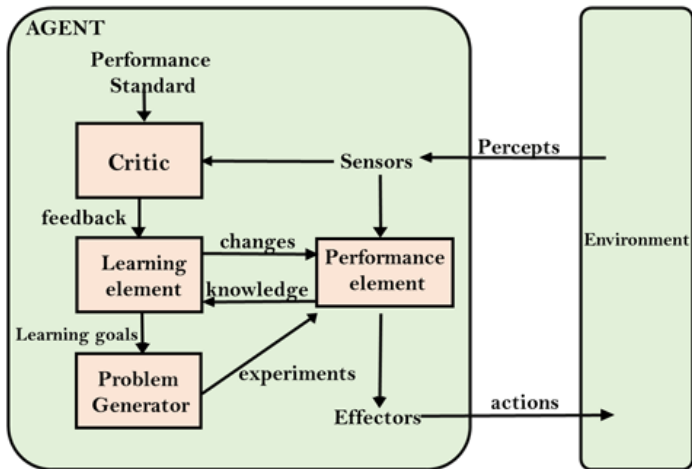 AGENT
Performance
Standard
Critic
Sensors
Percepts
feedback
changes
Environment
Learning
element
Performance
element
knowledge
Learning goals
Problem
Generator
experiments
Effectors
actions